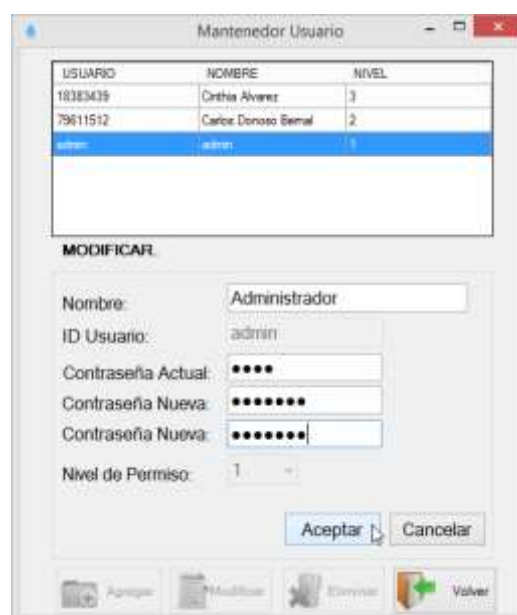 Mantenedor Usuario
USUARIO NOMBRE NIVEL
18383439 Cinthia Alvarez 3
79611512 Carlos Donoso Bernal 2
admin admin 1
MODIFICAR.
Nombre: Administrador
ID Usuario: admin
Contraseña Actual: ●●●●
Contraseña Nueva: ●●●●●●●
Contraseña Nueva: ●●●●●●●
Nivel de Permiso: 1
Aceptar Cancelar
Agregar Modificar Eliminar Volver